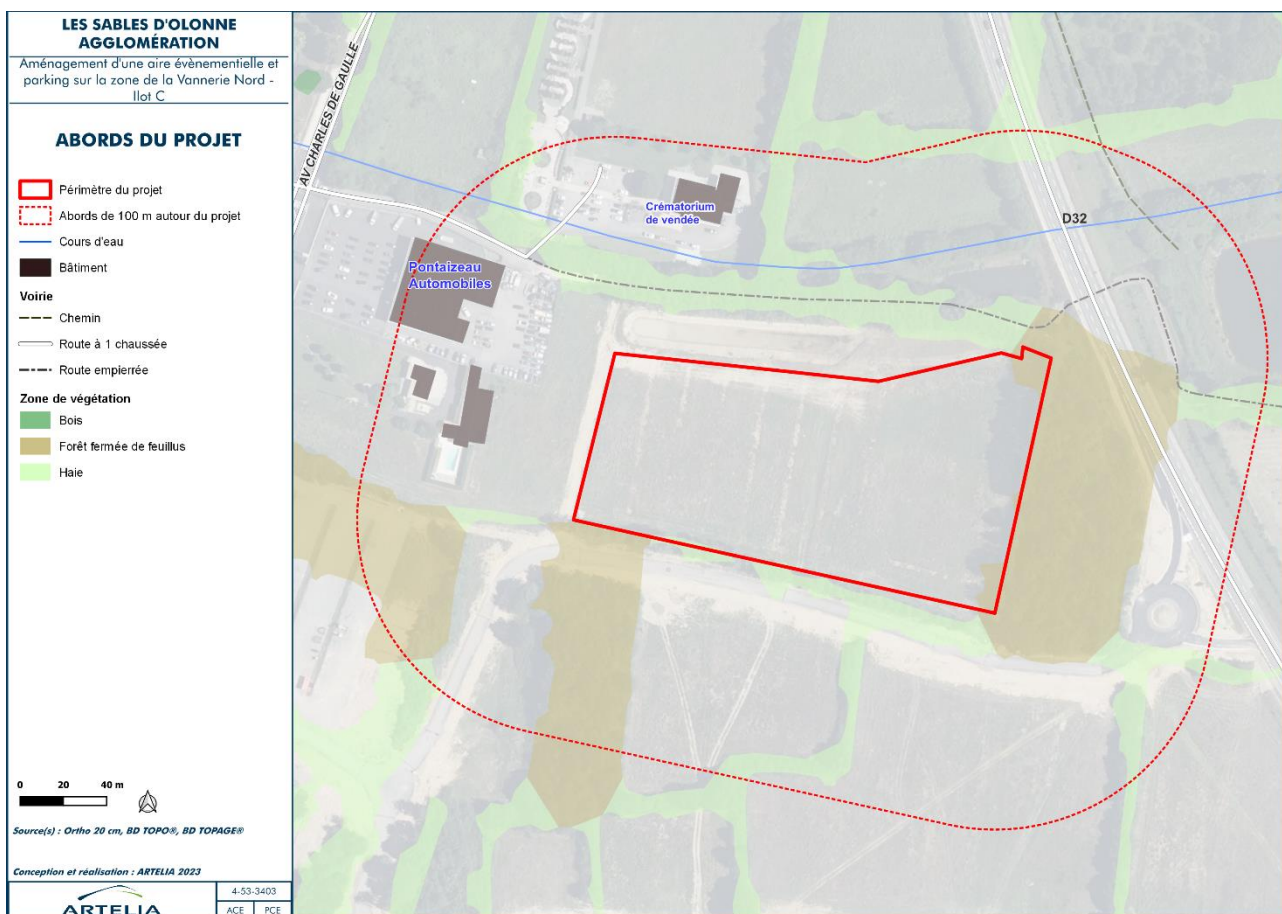 LES SABLES D'OLONNE
AGGLOMÉRATION
Aménagement d'une aire évènementielle et
parking sur la zone de la Vannerie Nord -
Ilot C
ABORDS DU PROJET
Périmètre du projet
Abords de 100 m autour du projet
Cours d'eau
Bâtiment
Voirie
Chemin
Route à 1 chaussée
Route empierrée
Zone de végétation
Bois
Forêt fermée de feuillus
Haie
0 20 40 m
Source(s) : Ortho 20 cm, BD TOPO®, BD TOPAGE®
Conception et réalisation : ARTELIA 2023
ARTELIA
4-53-3403
ACE PCE
AV CHARLES DE GAULLE
Crématorium
de vendée
D32
Pontaizeau
Automobiles